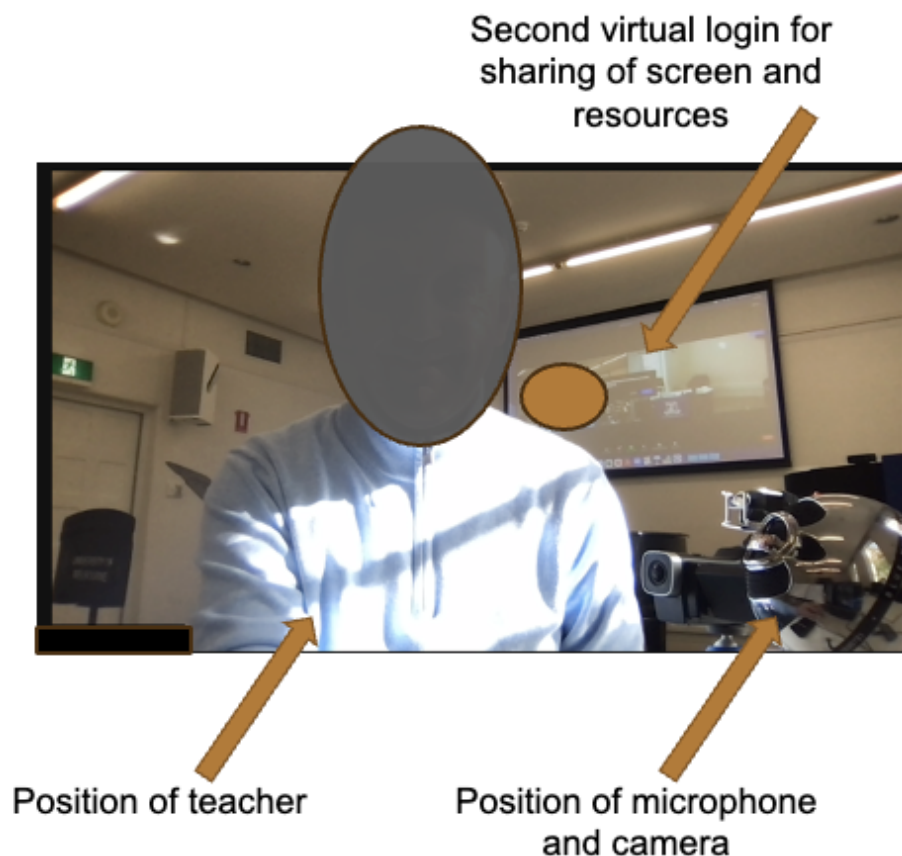 Second virtual login for
sharing of screen and
resources
Position of teacher
Position of microphone
and camera